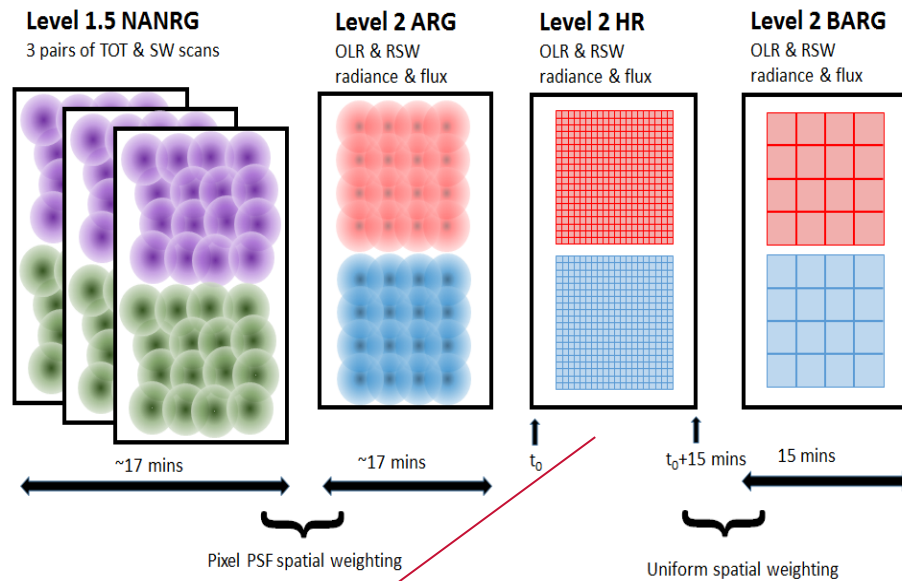 Level 1.5 NANRG
3 pairs of TOT & SW scans
Level 2 ARG
OLR & RSW
radiance & flux
Level 2 HR
OLR & RSW
radiance & flux
Level 2 BARG
OLR & RSW
radiance & flux
~17 mins
~17 mins
t₀
t₀+15 mins
15 mins
Pixel PSF spatial weighting
Uniform spatial weighting